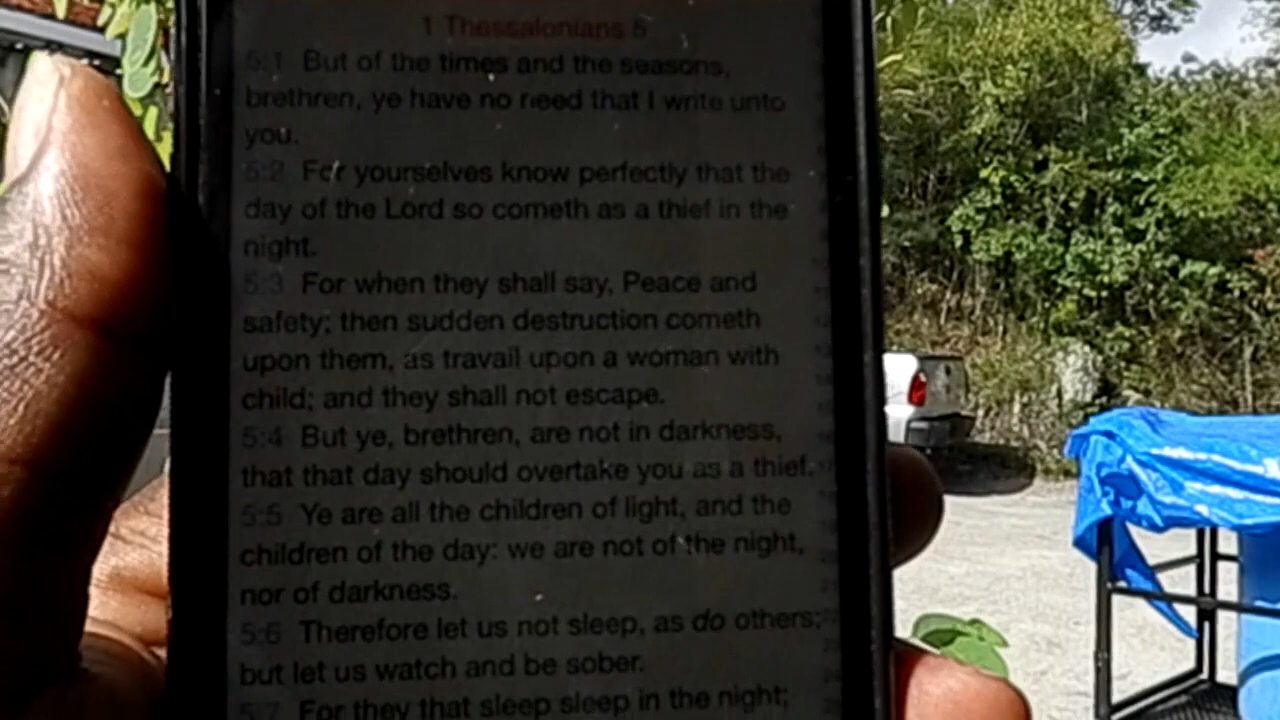 1 Thessalonians 5
5:1 But of the times and the seasons,
brethren, ye have no need that I write unto
you.
5:2 For yourselves know perfectly that the
day of the Lord so cometh as a thief in the
night.
5:3 For when they shall say, Peace and
safety; then sudden destruction cometh
upon them, as travail upon a woman with
child; and they shall not escape.
5:4 But ye, brethren, are not in darkness,
that that day should overtake you as a thief.
5:5 Ye are all the children of light, and the
children of the day: we are not of the night,
nor of darkness.
5:6 Therefore let us not sleep, as do others;
but let us watch and be sober.
5:7 For they that sleep sleep in the night;